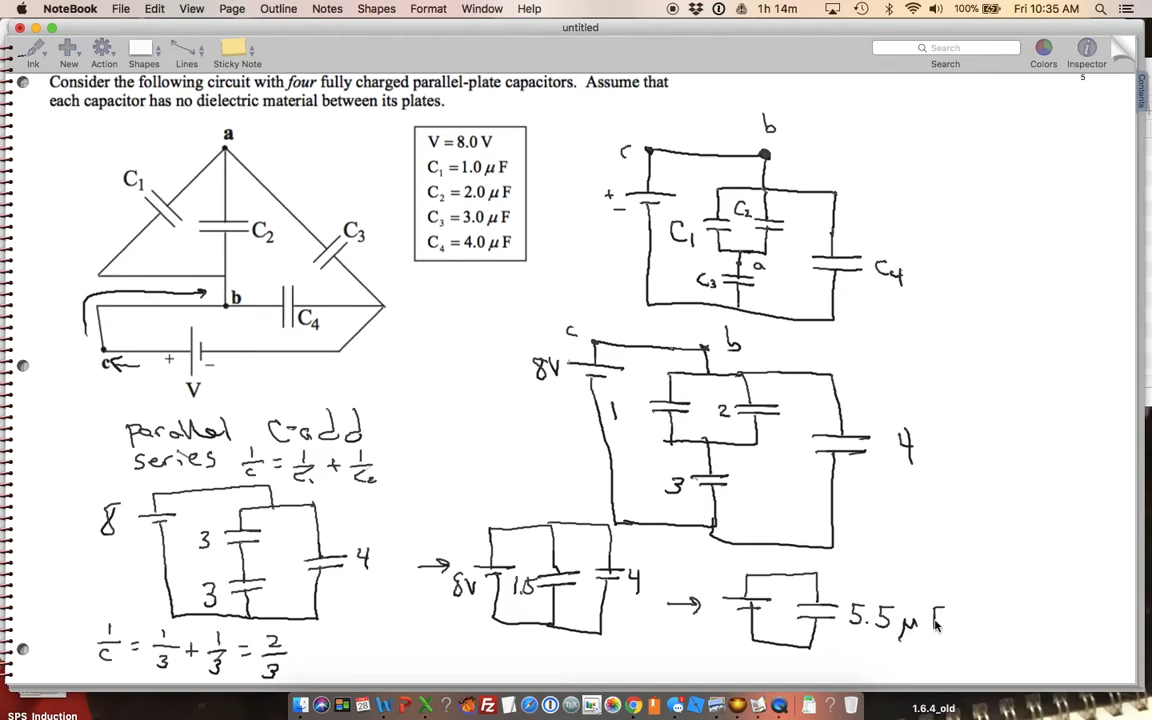 NoteBook File Edit View Page Outline Notes Shapes Format Window Help 1h 14m 100% Fri 10:35 AM
untitled
Ink New Action Shapes Lines Sticky Note Search Search Colors Inspector
Contents
5
Consider the following circuit with four fully charged parallel-plate capacitors. Assume that
each capacitor has no dielectric material between its plates.
a
C1
C2
C3
b
C4
c
+ −
V
V = 8.0 V
C1 = 1.0 μ F
C2 = 2.0 μ F
C3 = 3.0 μ F
C4 = 4.0 μ F
b
c
+
−
C2
C1
a
C3
C4
c
b
8V
1
2
4
3
parallel C-add
series 1/C = 1/C1 + 1/C2
8
3
4
3
1/C = 1/3 + 1/3 = 2/3
→ 8V 1.5 4
→ 5.5 μ F
SPS Induction
1.6.4_old